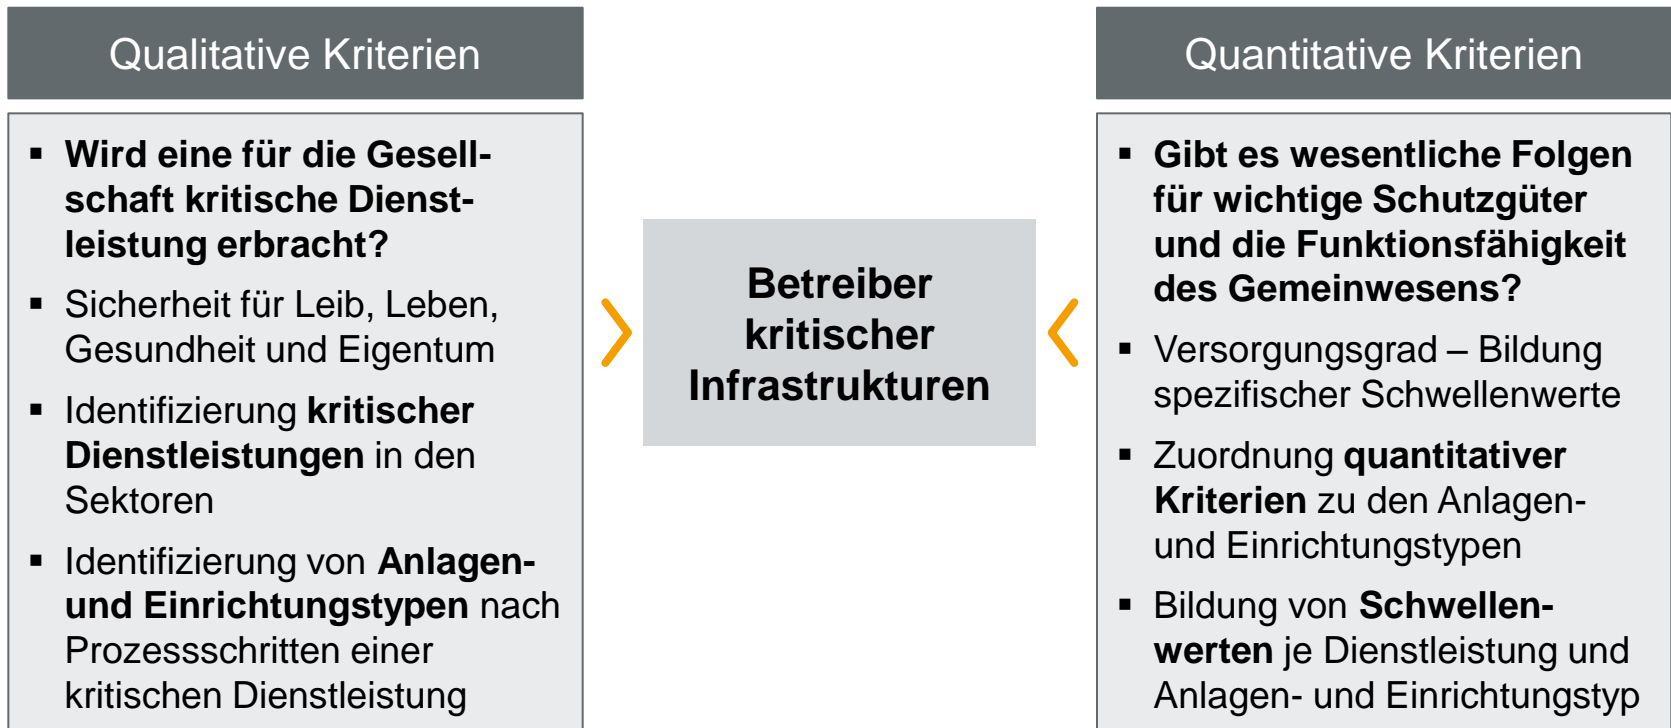 Qualitative Kriterien
▪ Wird eine für die Gesell-
schaft kritische Dienst-
leistung erbracht?
▪ Sicherheit für Leib, Leben,
Gesundheit und Eigentum
▪ Identifizierung kritischer
Dienstleistungen in den
Sektoren
▪ Identifizierung von Anlagen-
und Einrichtungstypen nach
Prozessschritten einer
kritischen Dienstleistung
Betreiber
kritischer
Infrastrukturen
Quantitative Kriterien
▪ Gibt es wesentliche Folgen
für wichtige Schutzgüter
und die Funktionsfähigkeit
des Gemeinwesens?
▪ Versorgungsgrad – Bildung
spezifischer Schwellenwerte
▪ Zuordnung quantitativer
Kriterien zu den Anlagen-
und Einrichtungstypen
▪ Bildung von Schwellen-
werten je Dienstleistung und
Anlagen- und Einrichtungstyp